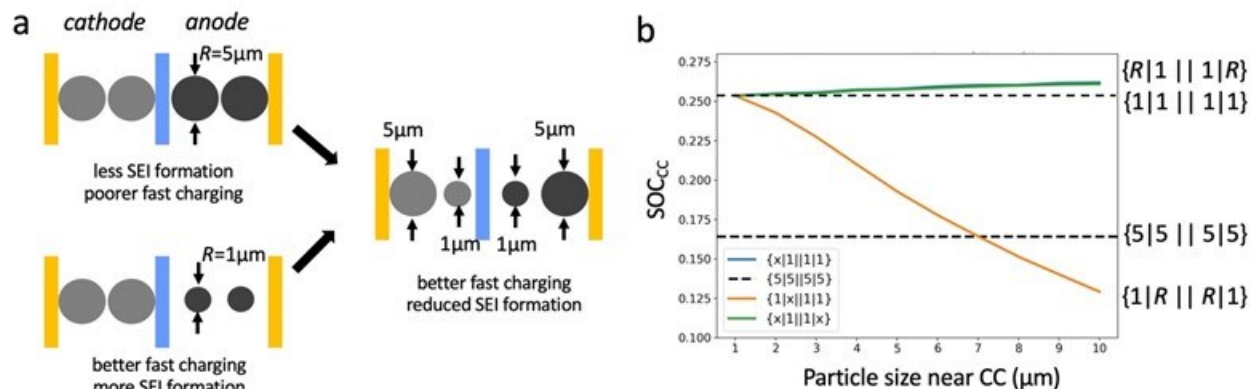 a
cathode anode
R=5μm
less SEI formation
poorer fast charging
R=1μm
better fast charging
more SEI formation
5μm 5μm
1μm 1μm
better fast charging
reduced SEI formation
b
SOC_CC
0.275
0.250
0.225
0.200
0.175
0.150
0.125
0.100
{x|1||1|1}
{5|5||5|5}
{1|x||1|1}
{x|1||1|x}
1 2 3 4 5 6 7 8 9 10
Particle size near CC (μm)
{R|1 || 1|R}
{1|1 || 1|1}
{5|5 || 5|5}
{1|R || R|1}